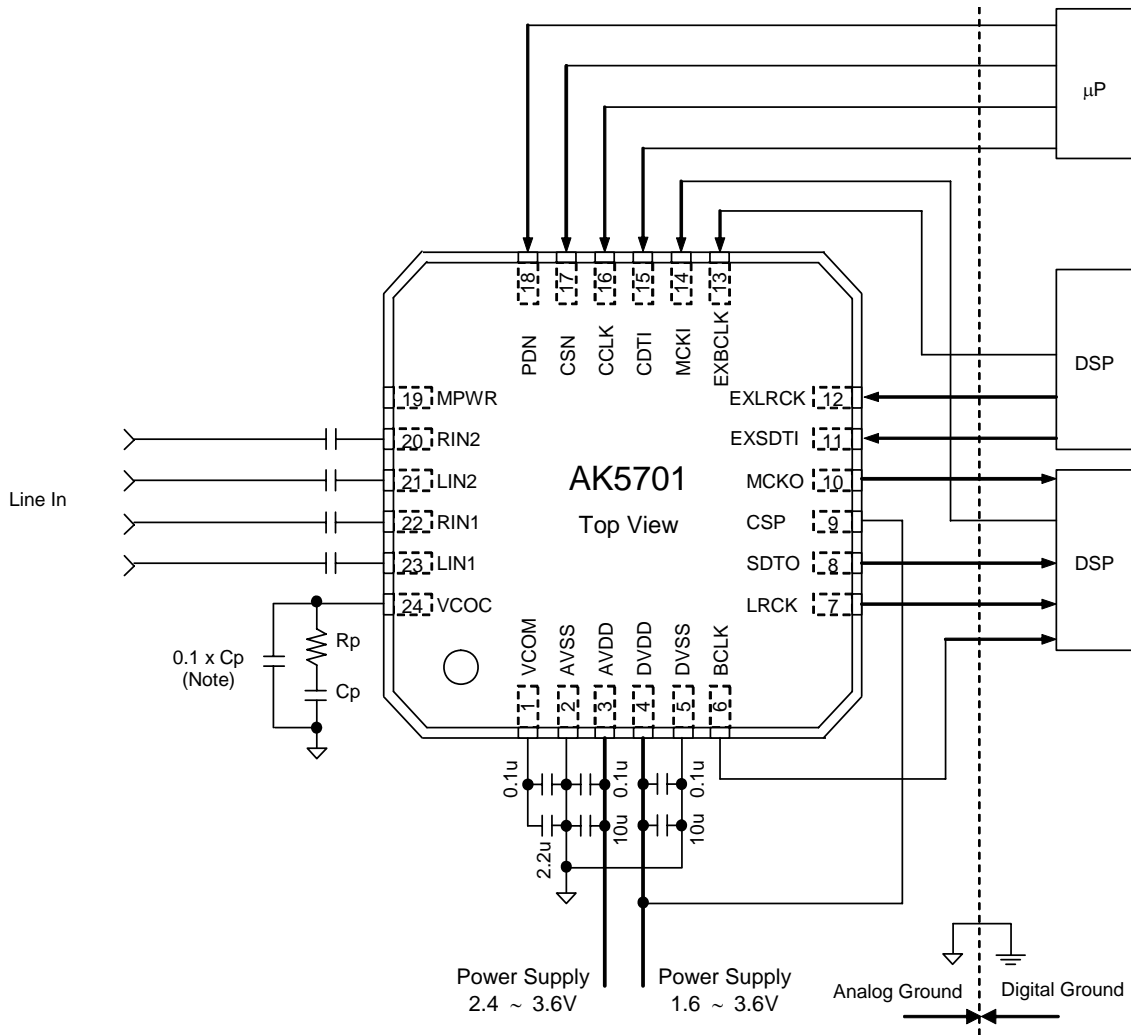 µP
18
17
16
15
14
13
PDN
CSN
CCLK
CDTI
MCKI
EXBCLK
DSP
19 MPWR
EXLRCK 12
20 RIN2
EXSDTI 11
Line In
21 LIN2
AK5701
MCKO 10
22 RIN1
Top View
CSP 9
23 LIN1
SDTO 8
DSP
24 VCOC
LRCK 7
0.1 x Cp
(Note)
Rp
Cp
VCOM
AVSS
AVDD
DVDD
DVSS
BCLK
1
2
3
4
5
6
0.1u
0.1u
0.1u
2.2u
10u
10u
Power Supply
2.4 ~ 3.6V
Power Supply
1.6 ~ 3.6V
Analog Ground
Digital Ground